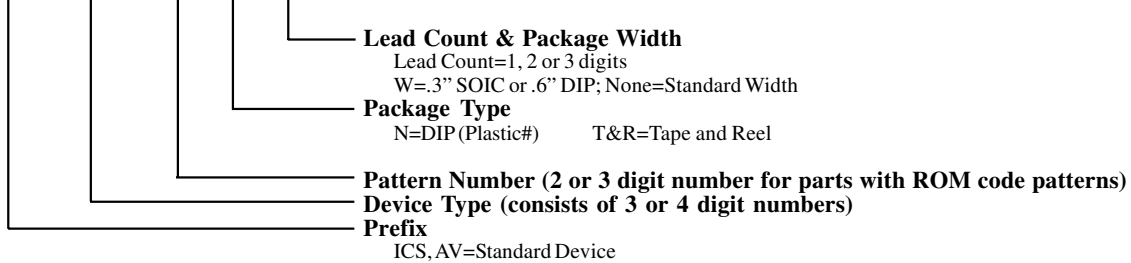 Lead Count & Package Width
Lead Count=1, 2 or 3 digits
W=.3” SOIC or .6” DIP; None=Standard Width
Package Type
N=DIP (Plastic#) T&R=Tape and Reel
Pattern Number (2 or 3 digit number for parts with ROM code patterns)
Device Type (consists of 3 or 4 digit numbers)
Prefix
ICS, AV=Standard Device